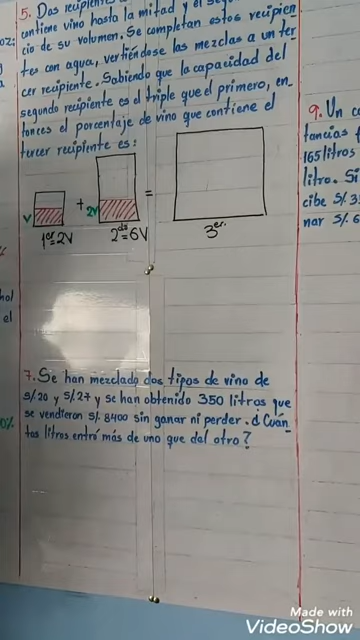 5. Dos recipientes
contiene vino hasta la mitad y el
cio de su volumen. Se completan estos recipien
tes con agua, vertiéndose las mezclas a un ter
cer recipiente. Sabiendo que la capacidad del
segundo recipiente es el triple que el primero, en
tonces el porcentaje de vino que contiene el
tercer recipiente es:
V + 2V =
1er=2V 2do=6V 3er.
7. Se han mezclado dos tipos de vino de
S/.20 y S/.27 y se han obtenido 350 litros que
se vendieron S/. 8400 sin ganar ni perder. ¿Cuán
tos litros entró más de uno que del otro?
9. Un
tancias
165 litros
litro. Si
cibe S/. 3
nar S/. 6
el
Made with
VideoShow